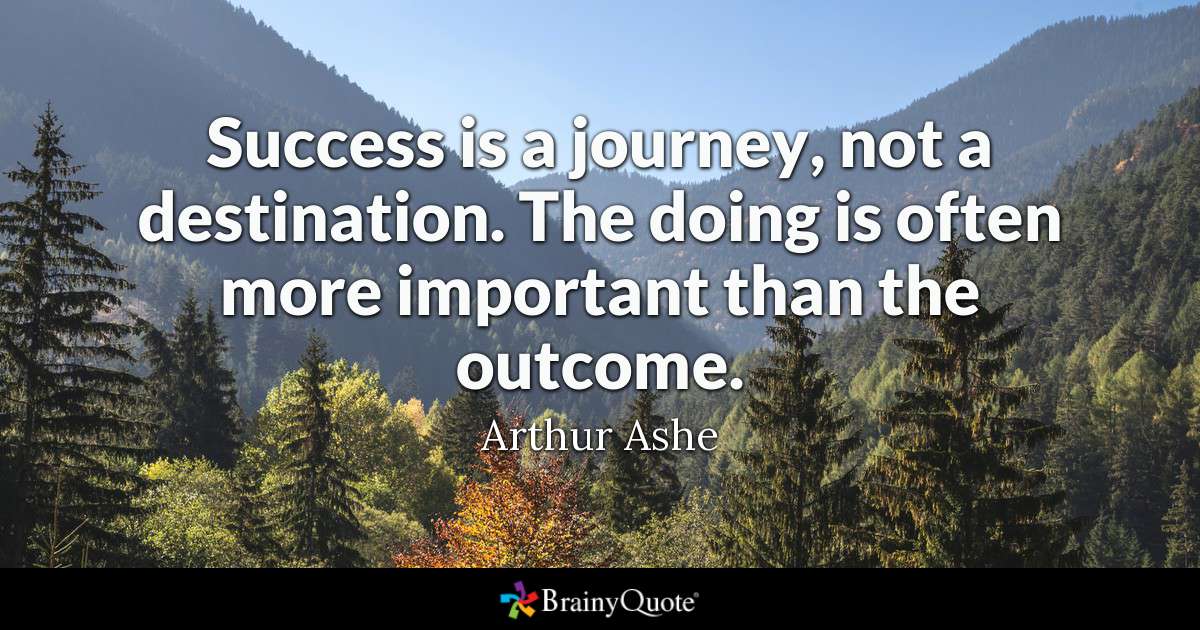 Success is a journey, not a
destination. The doing is often
more important than the
outcome.
Arthur Ashe
BrainyQuote®